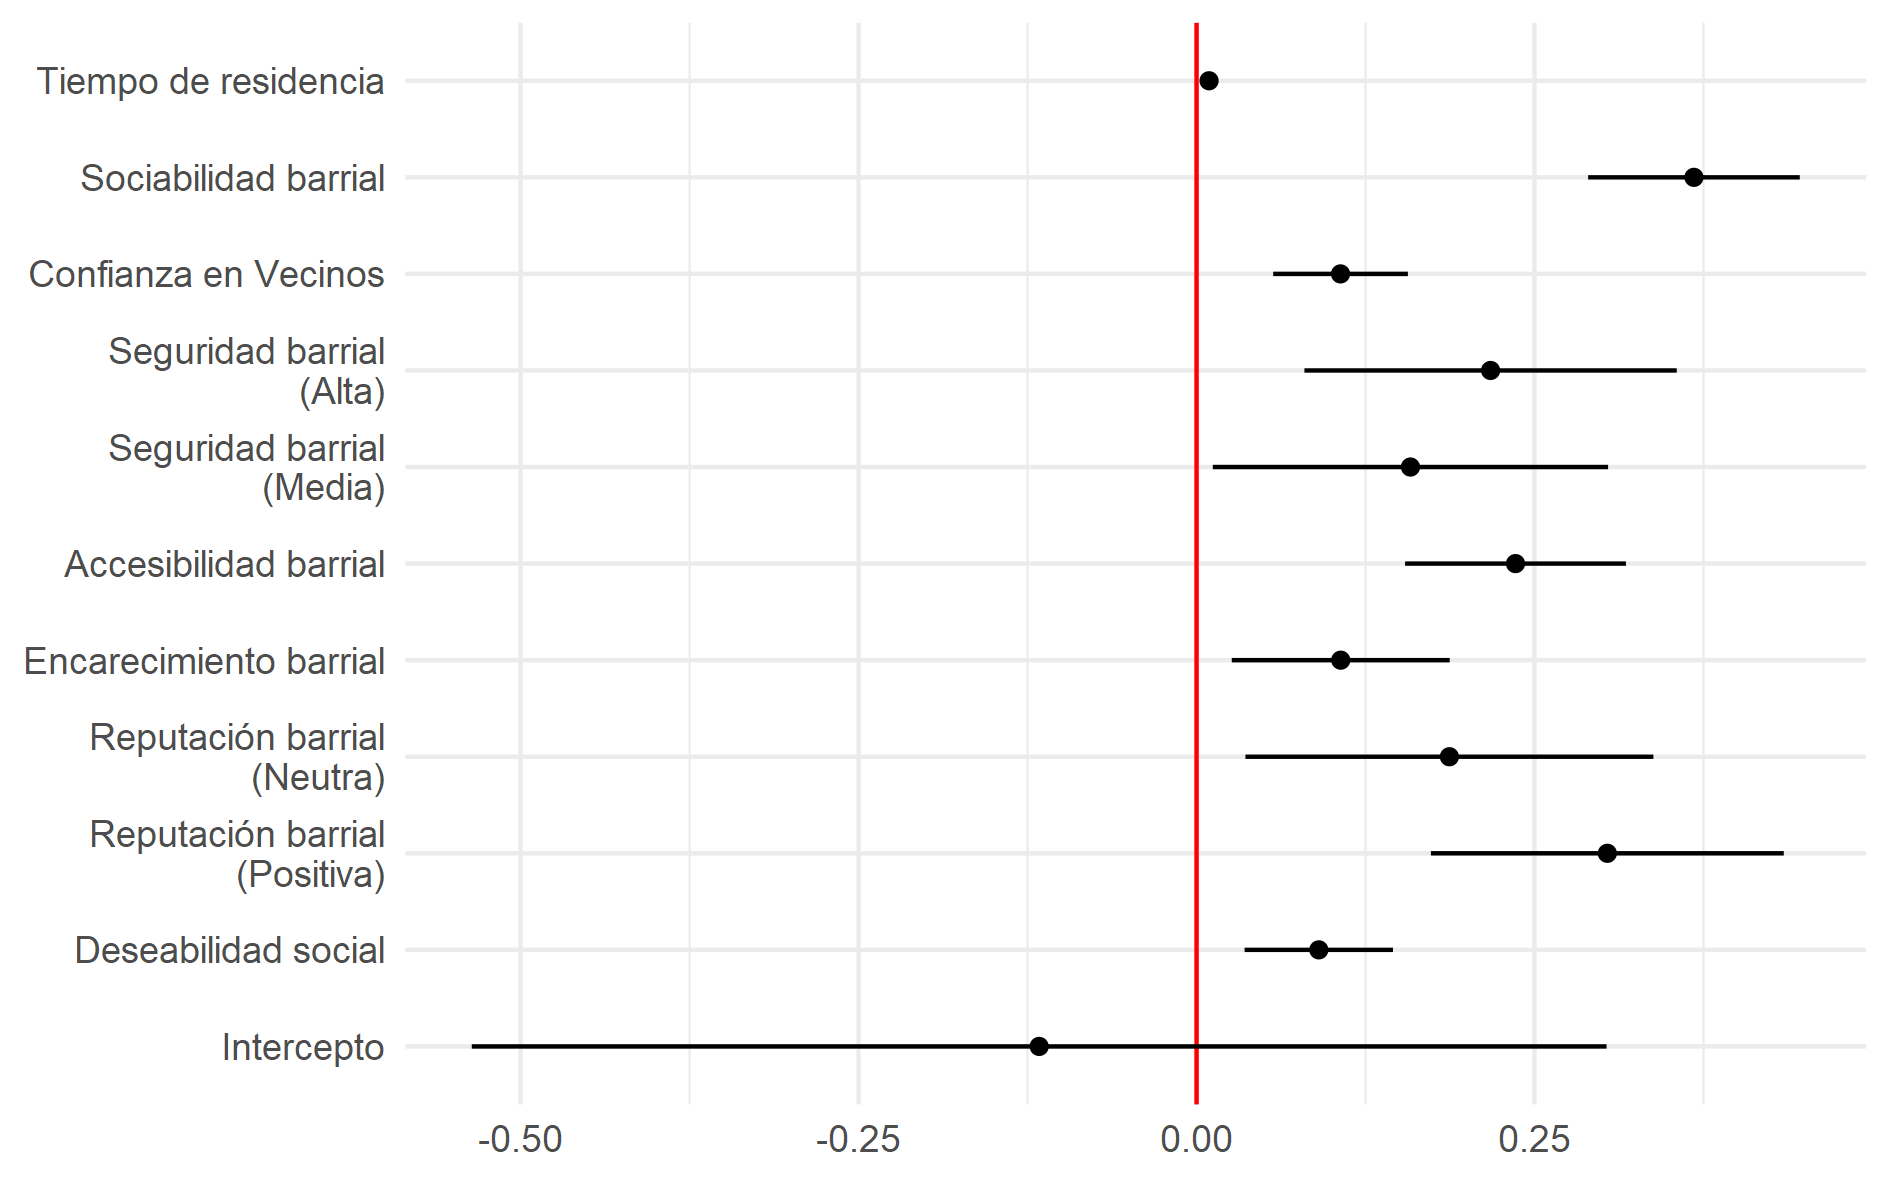 Tiempo de residencia
Sociabilidad barrial
Confianza en Vecinos
Seguridad barrial
(Alta)
Seguridad barrial
(Media)
Accesibilidad barrial
Encarecimiento barrial
Reputación barrial
(Neutra)
Reputación barrial
(Positiva)
Deseabilidad social
Intercepto
-0.50 -0.25 0.00 0.25